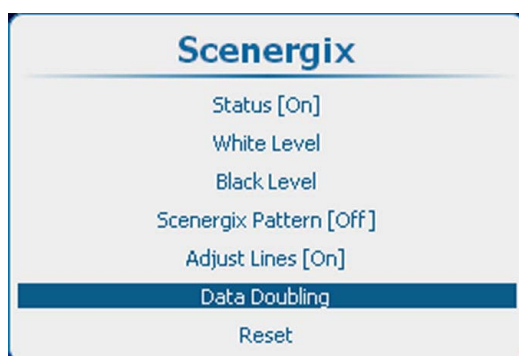 Scenergix
Status [On]
White Level
Black Level
Scenergix Pattern [Off]
Adjust Lines [On]
Data Doubling
Reset